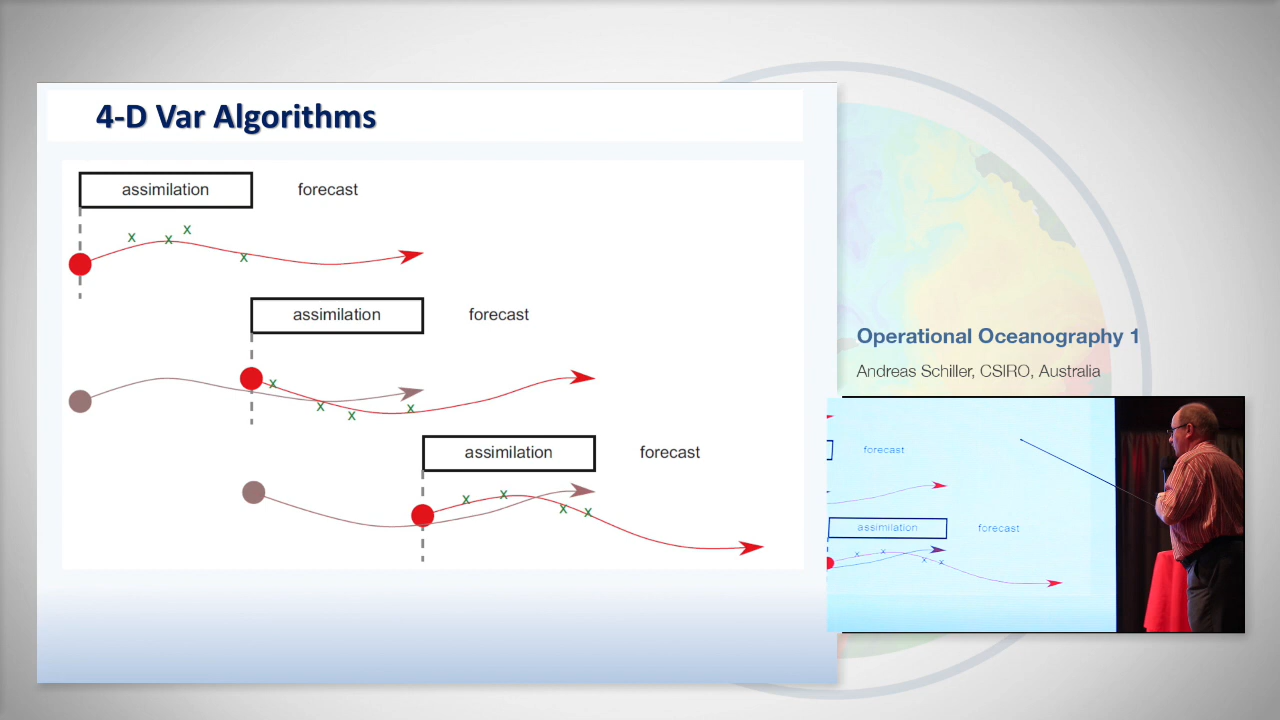 4-D Var Algorithms
assimilation forecast
x x x x
assimilation forecast
x x x x
assimilation forecast
x x x x
Operational Oceanography 1
Andreas Schiller, CSIRO, Australia
forecast
assimilation forecast
x x x x